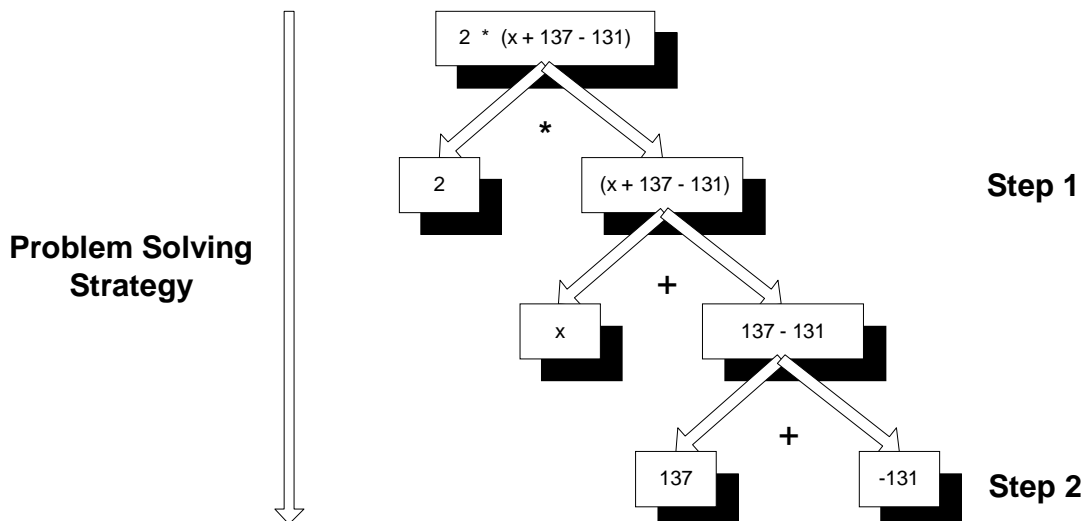 2 * (x + 137 - 131)
*
2
(x + 137 - 131)
Step 1
Problem Solving
Strategy
+
x
137 - 131
+
137
-131
Step 2